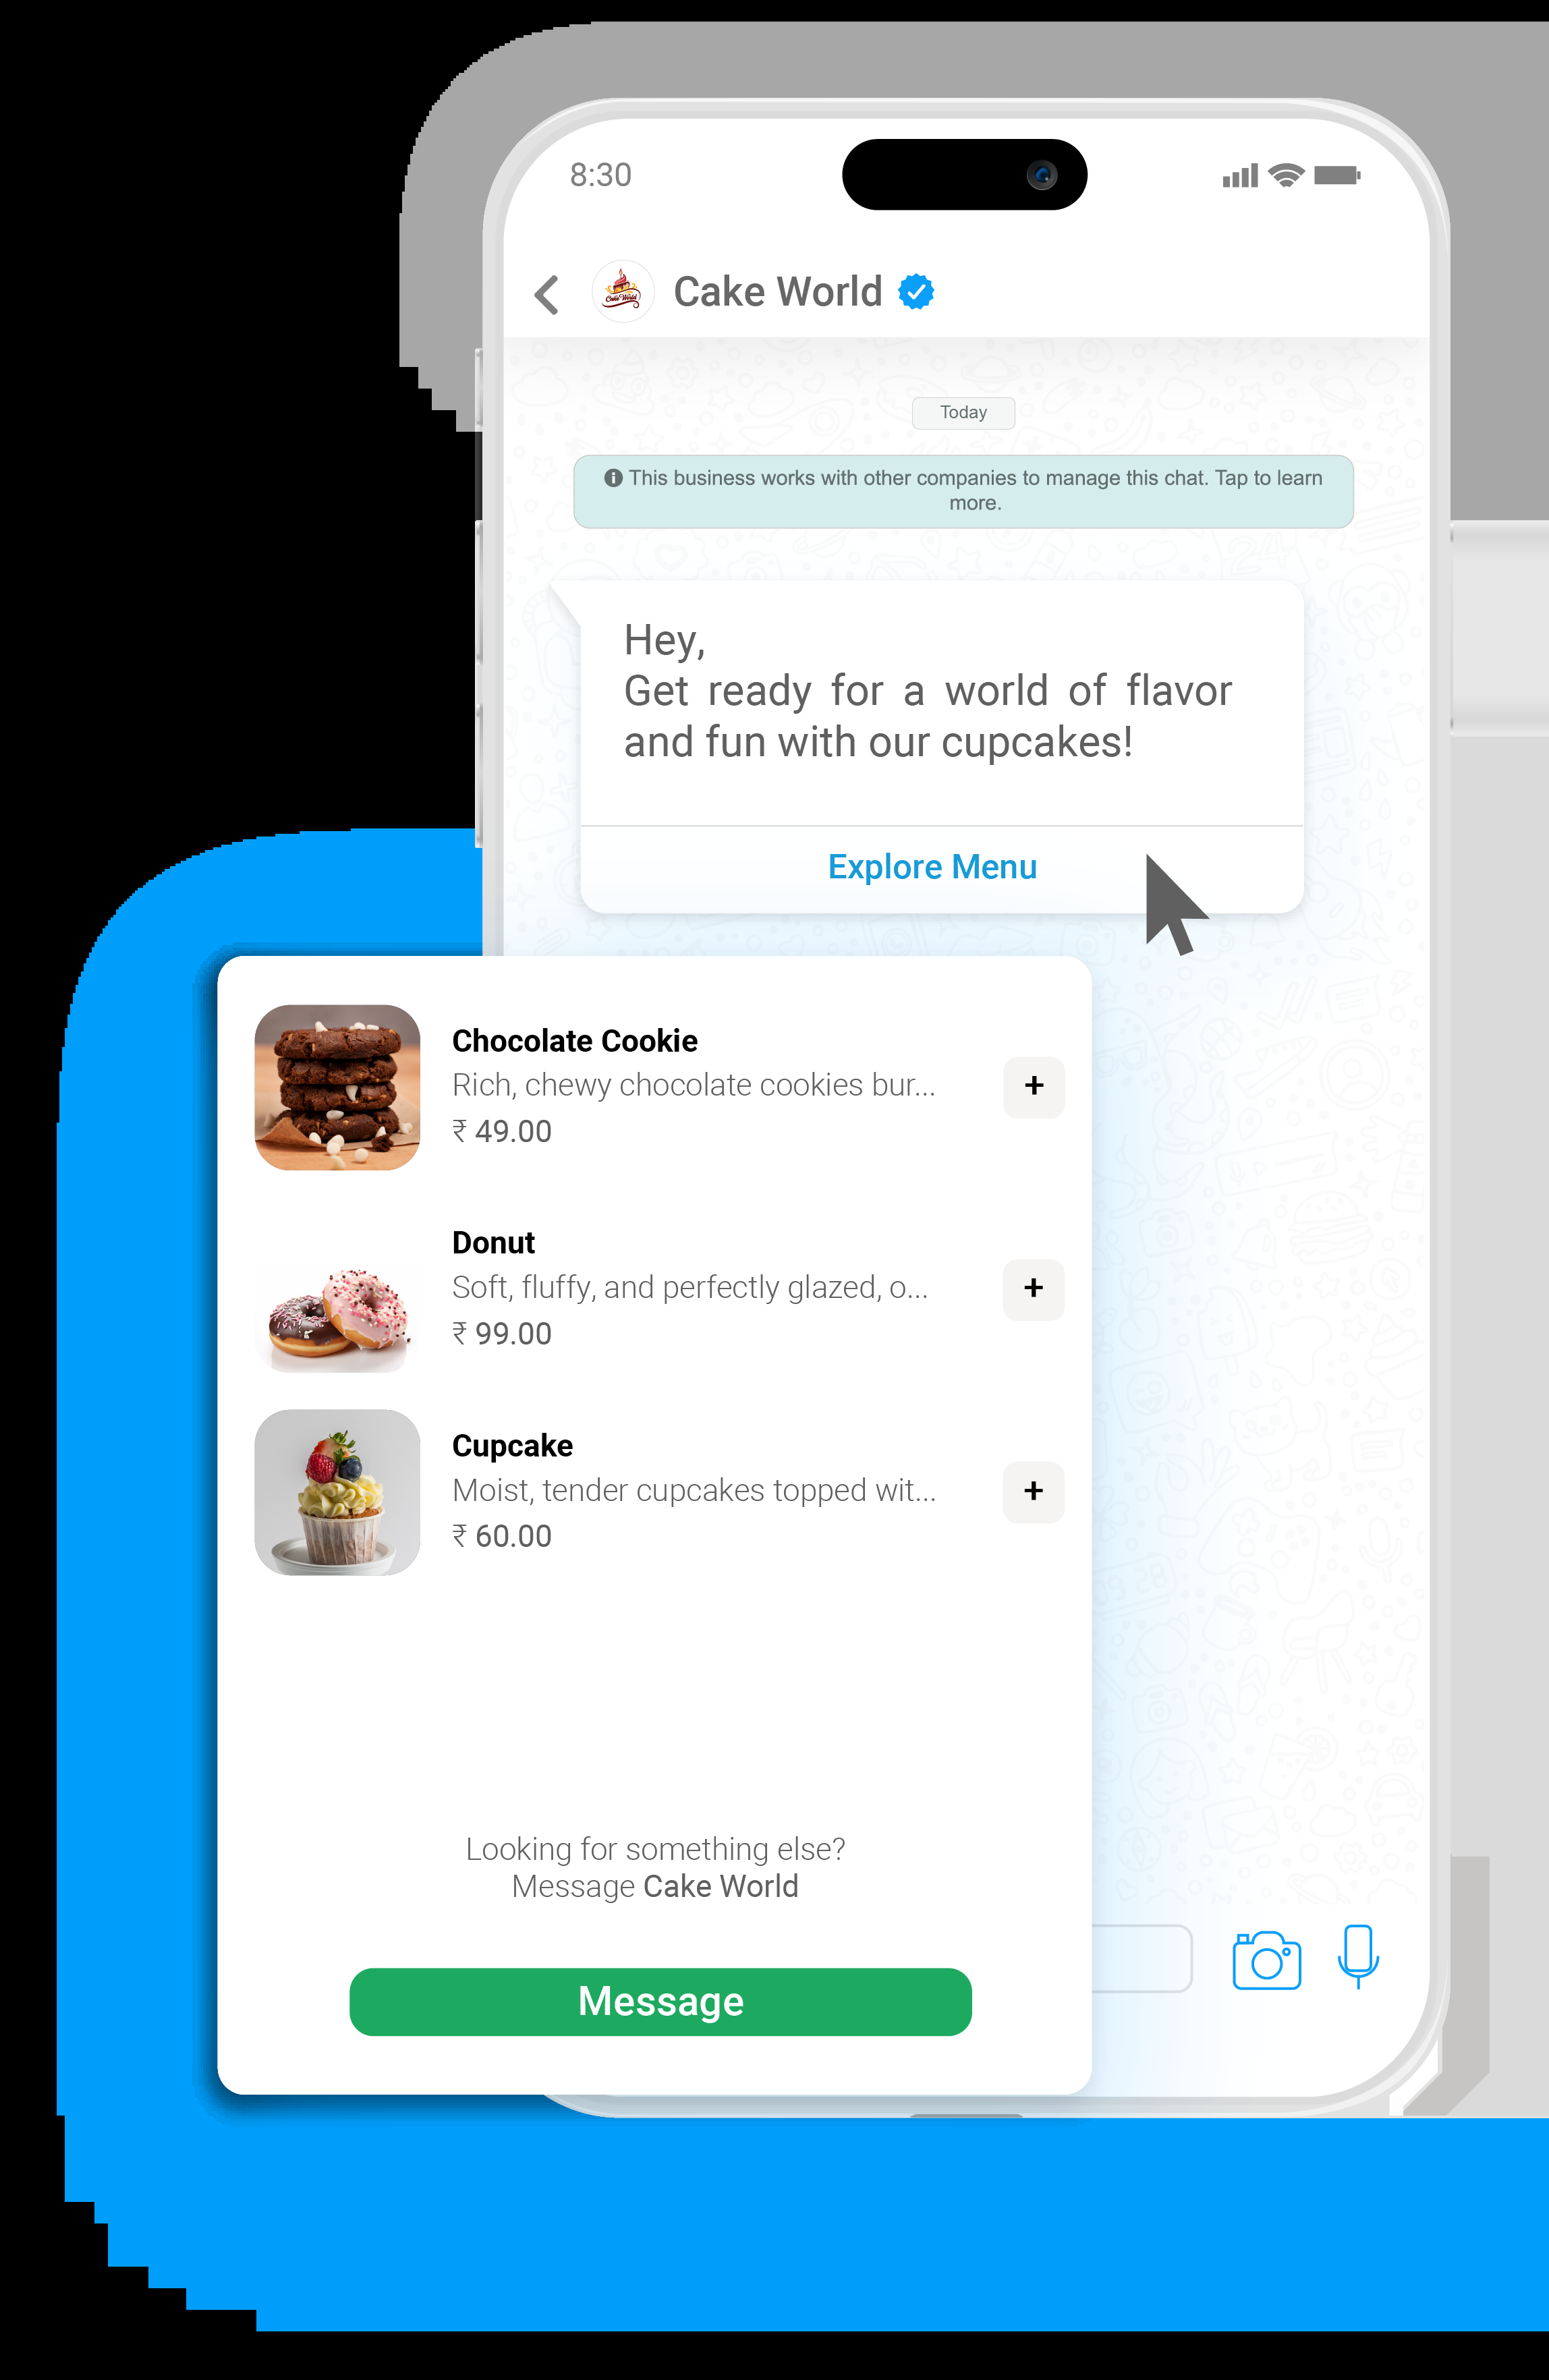 8:30
Cake World
Cake World
Today
This business works with other companies to manage this chat. Tap to learn
more.
Hey,
Get ready for a world of flavor
and fun with our cupcakes!
Explore Menu
Chocolate Cookie
Rich, chewy chocolate cookies bur...
₹ 49.00
+
Donut
Soft, fluffy, and perfectly glazed, o...
₹ 99.00
+
Cupcake
Moist, tender cupcakes topped wit...
₹ 60.00
+
Looking for something else?
Message Cake World
Message